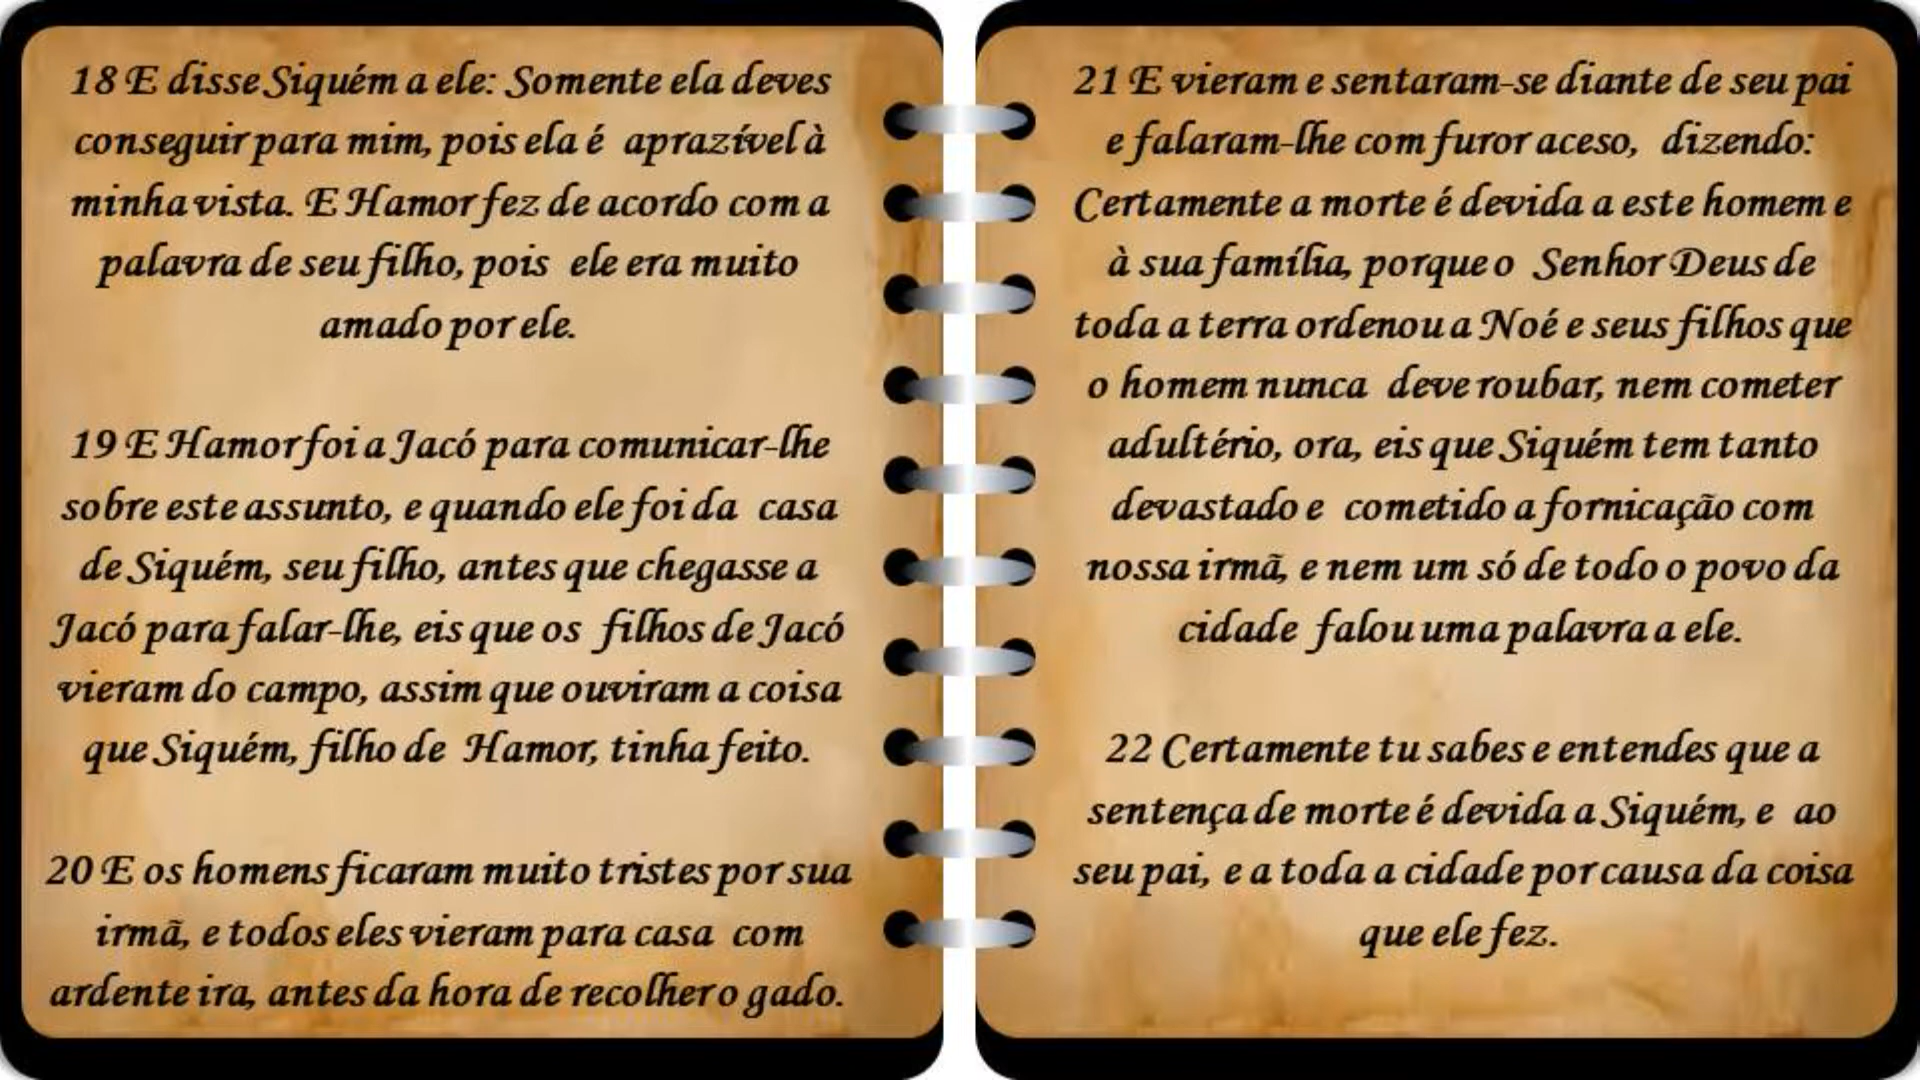 18 E disse Siquém a ele: Somente ela deves
conseguir para mim, pois ela é aprazível à
minha vista. E Hamor fez de acordo com a
palavra de seu filho, pois ele era muito
amado por ele.
19 E Hamor foi a Jacó para comunicar-lhe
sobre este assunto, e quando ele foi da casa
de Siquém, seu filho, antes que chegasse a
Jacó para falar-lhe, eis que os filhos de Jacó
vieram do campo, assim que ouviram a coisa
que Siquém, filho de Hamor, tinha feito.
20 E os homens ficaram muito tristes por sua
irmã, e todos eles vieram para casa com
ardente ira, antes da hora de recolher o gado.
21 E vieram e sentaram-se diante de seu pai
e falaram-lhe com furor aceso, dizendo:
Certamente a morte é devida a este homem e
à sua família, porque o Senhor Deus de
toda a terra ordenou a Noé e seus filhos que
o homem nunca deve roubar, nem cometer
adultério, ora, eis que Siquém tem tanto
devastado e cometido a fornicação com
nossa irmã, e nem um só de todo o povo da
cidade falou uma palavra a ele.
22 Certamente tu sabes e entendes que a
sentença de morte é devida a Siquém, e ao
seu pai, e a toda a cidade por causa da coisa
que ele fez.